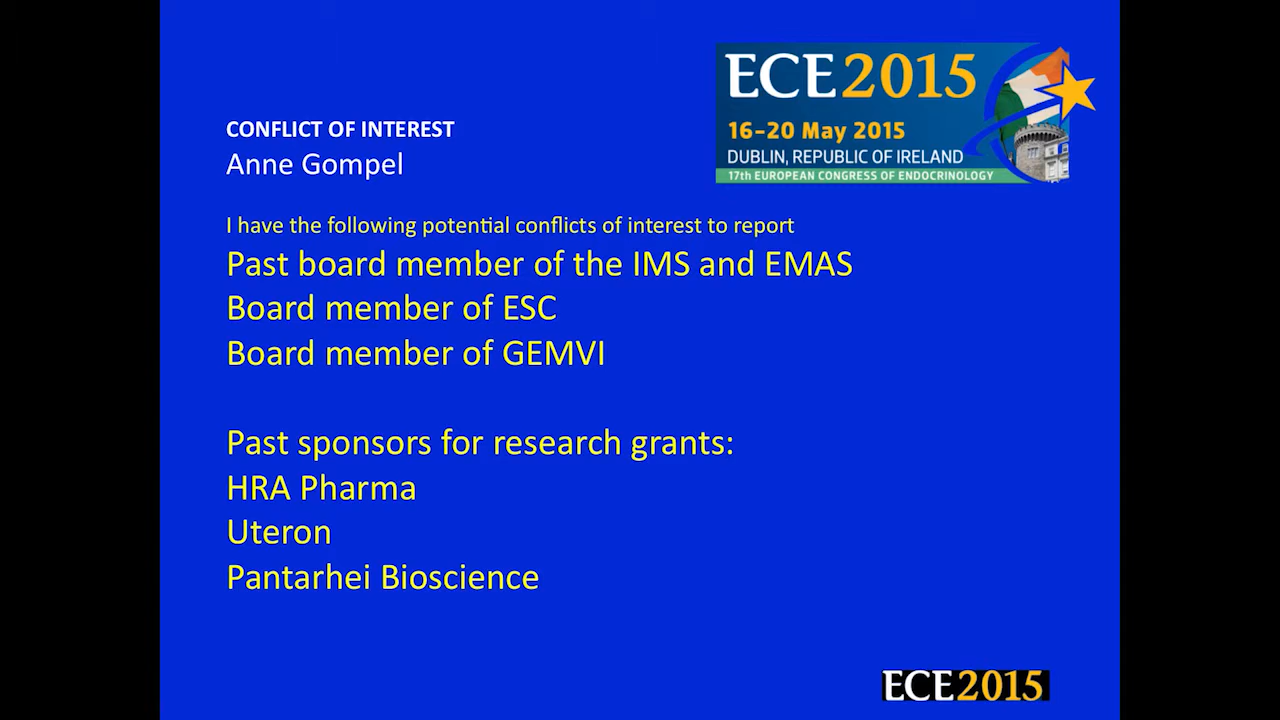 ECE2015
16-20 May 2015
DUBLIN, REPUBLIC OF IRELAND
17th EUROPEAN CONGRESS OF ENDOCRINOLOGY
CONFLICT OF INTEREST
Anne Gompel
I have the following potential conflicts of interest to report
Past board member of the IMS and EMAS
Board member of ESC
Board member of GEMVI
Past sponsors for research grants:
HRA Pharma
Uteron
Pantarhei Bioscience
ECE2015